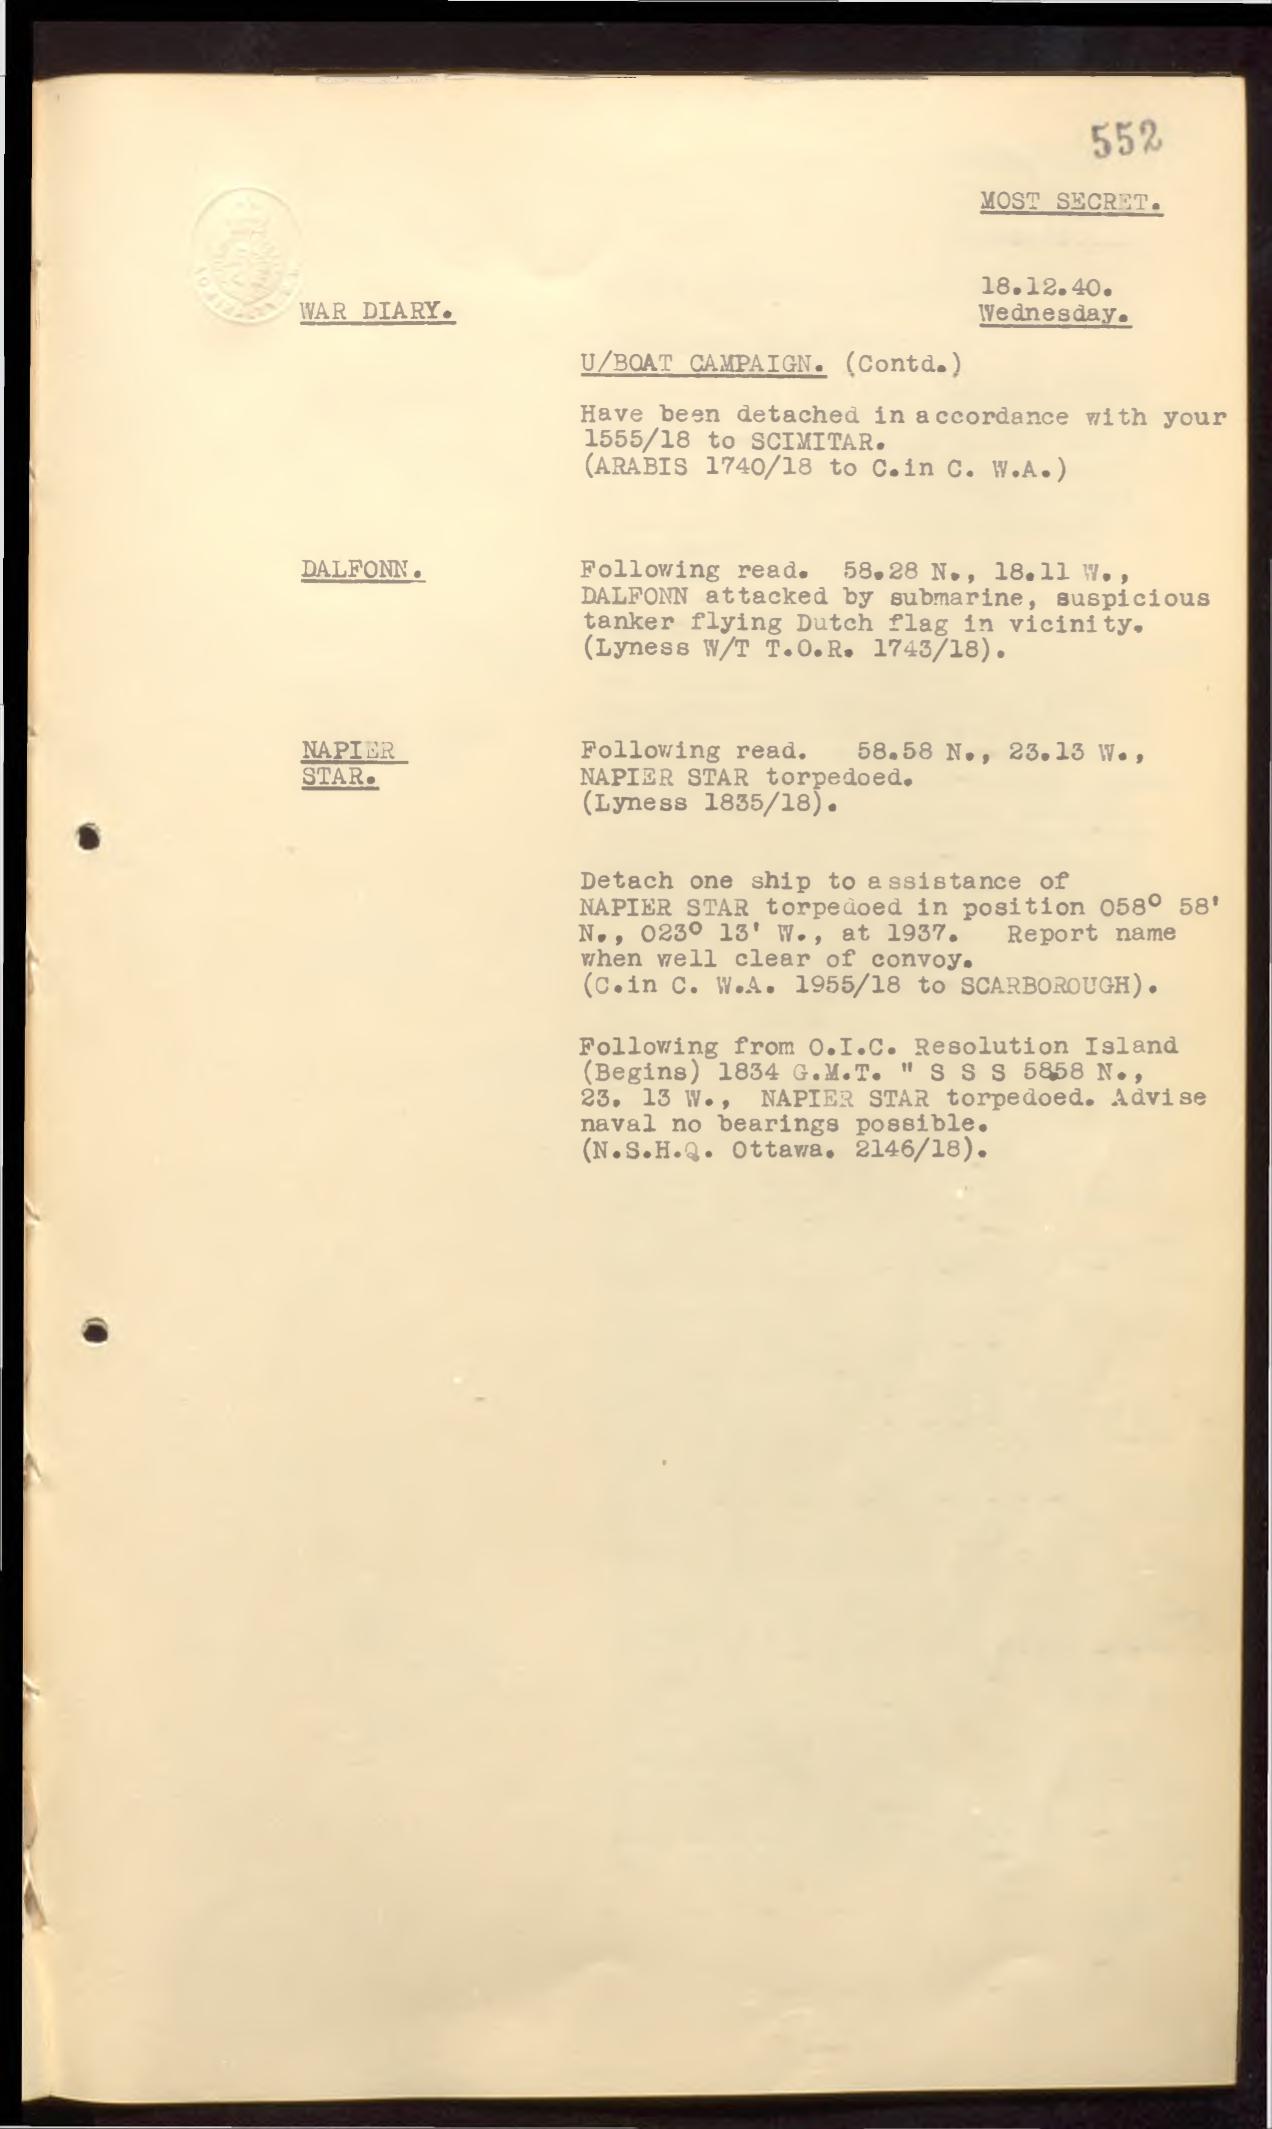 552
MOST SECRET.
18.12.40.
WAR DIARY.
Wednesday.
U/BOAT CAMPAIGN. (Contd.)
Have been detached in accordance with your
1555/18 to SCIMITAR.
(ARABIS 1740/18 to C.in C. W.A.)
DALFONN.
Following read. 58.28 N., 18.11 W.,
DALFONN attacked by submarine, suspicious
tanker flying Dutch flag in vicinity.
(Lyness W/T T.O.R. 1743/18).
NAPIER
STAR.
Following read. 58.58 N., 23.13 W.,
NAPIER STAR torpedoed.
(Lyness 1835/18).
Detach one ship to assistance of
NAPIER STAR torpedoed in position 058° 58'
N., 023° 13' W., at 1937. Report name
when well clear of convoy.
(C.in C. W.A. 1955/18 to SCARBOROUGH).
Following from O.I.C. Resolution Island
(Begins) 1834 G.M.T. " S S S 58.58 N.,
23. 13 W., NAPIER STAR torpedoed. Advise
naval no bearings possible.
(N.S.H.Q. Ottawa. 2146/18).